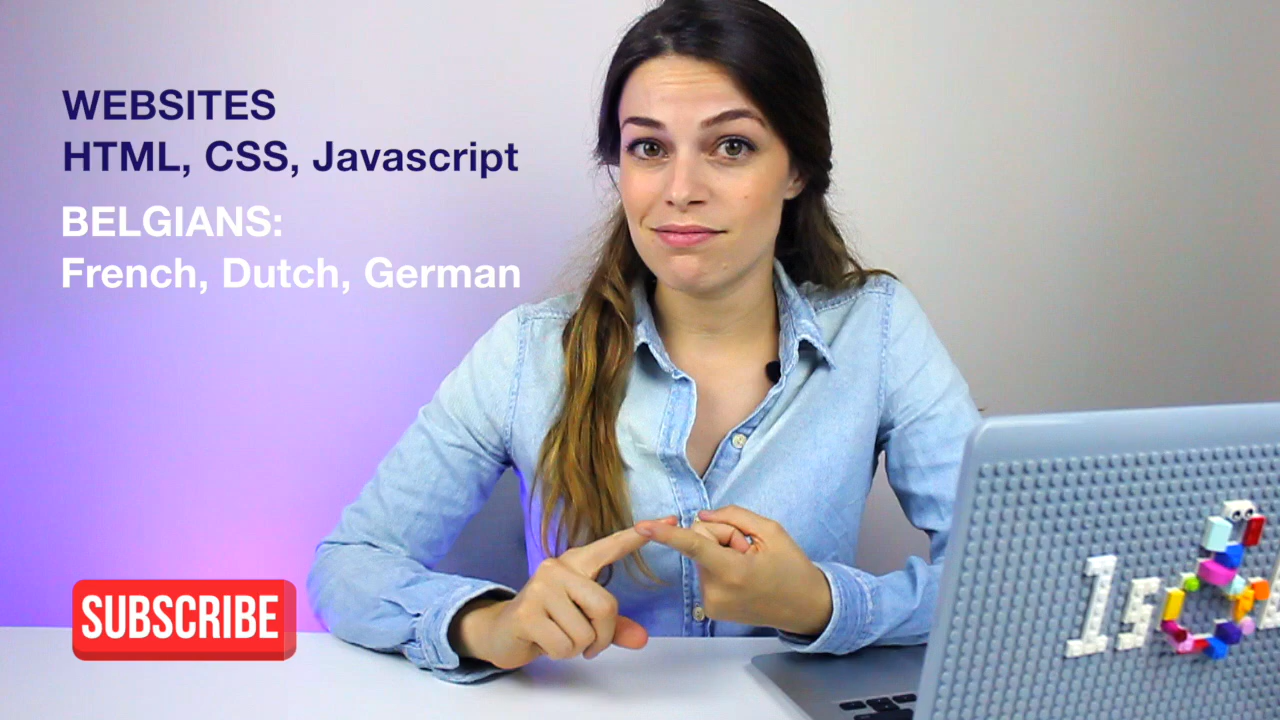 WEBSITES
HTML, CSS, Javascript
BELGIANS:
French, Dutch, German
SUBSCRIBE